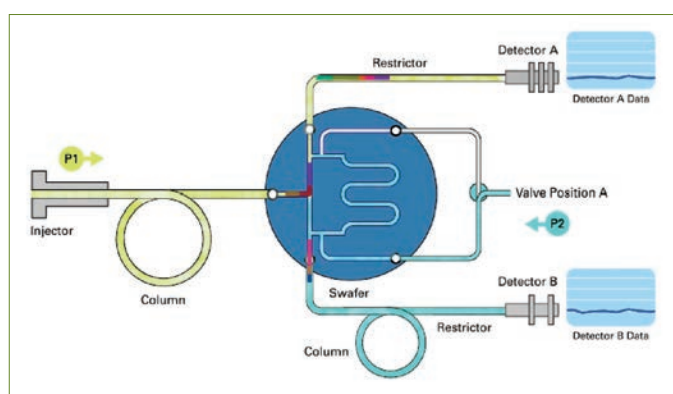 Detector A
Restrictor
Detector A Data
P1
Valve Position A
P2
Injector
Column
Swafer
Detector B
Restrictor
Column
Detector B Data